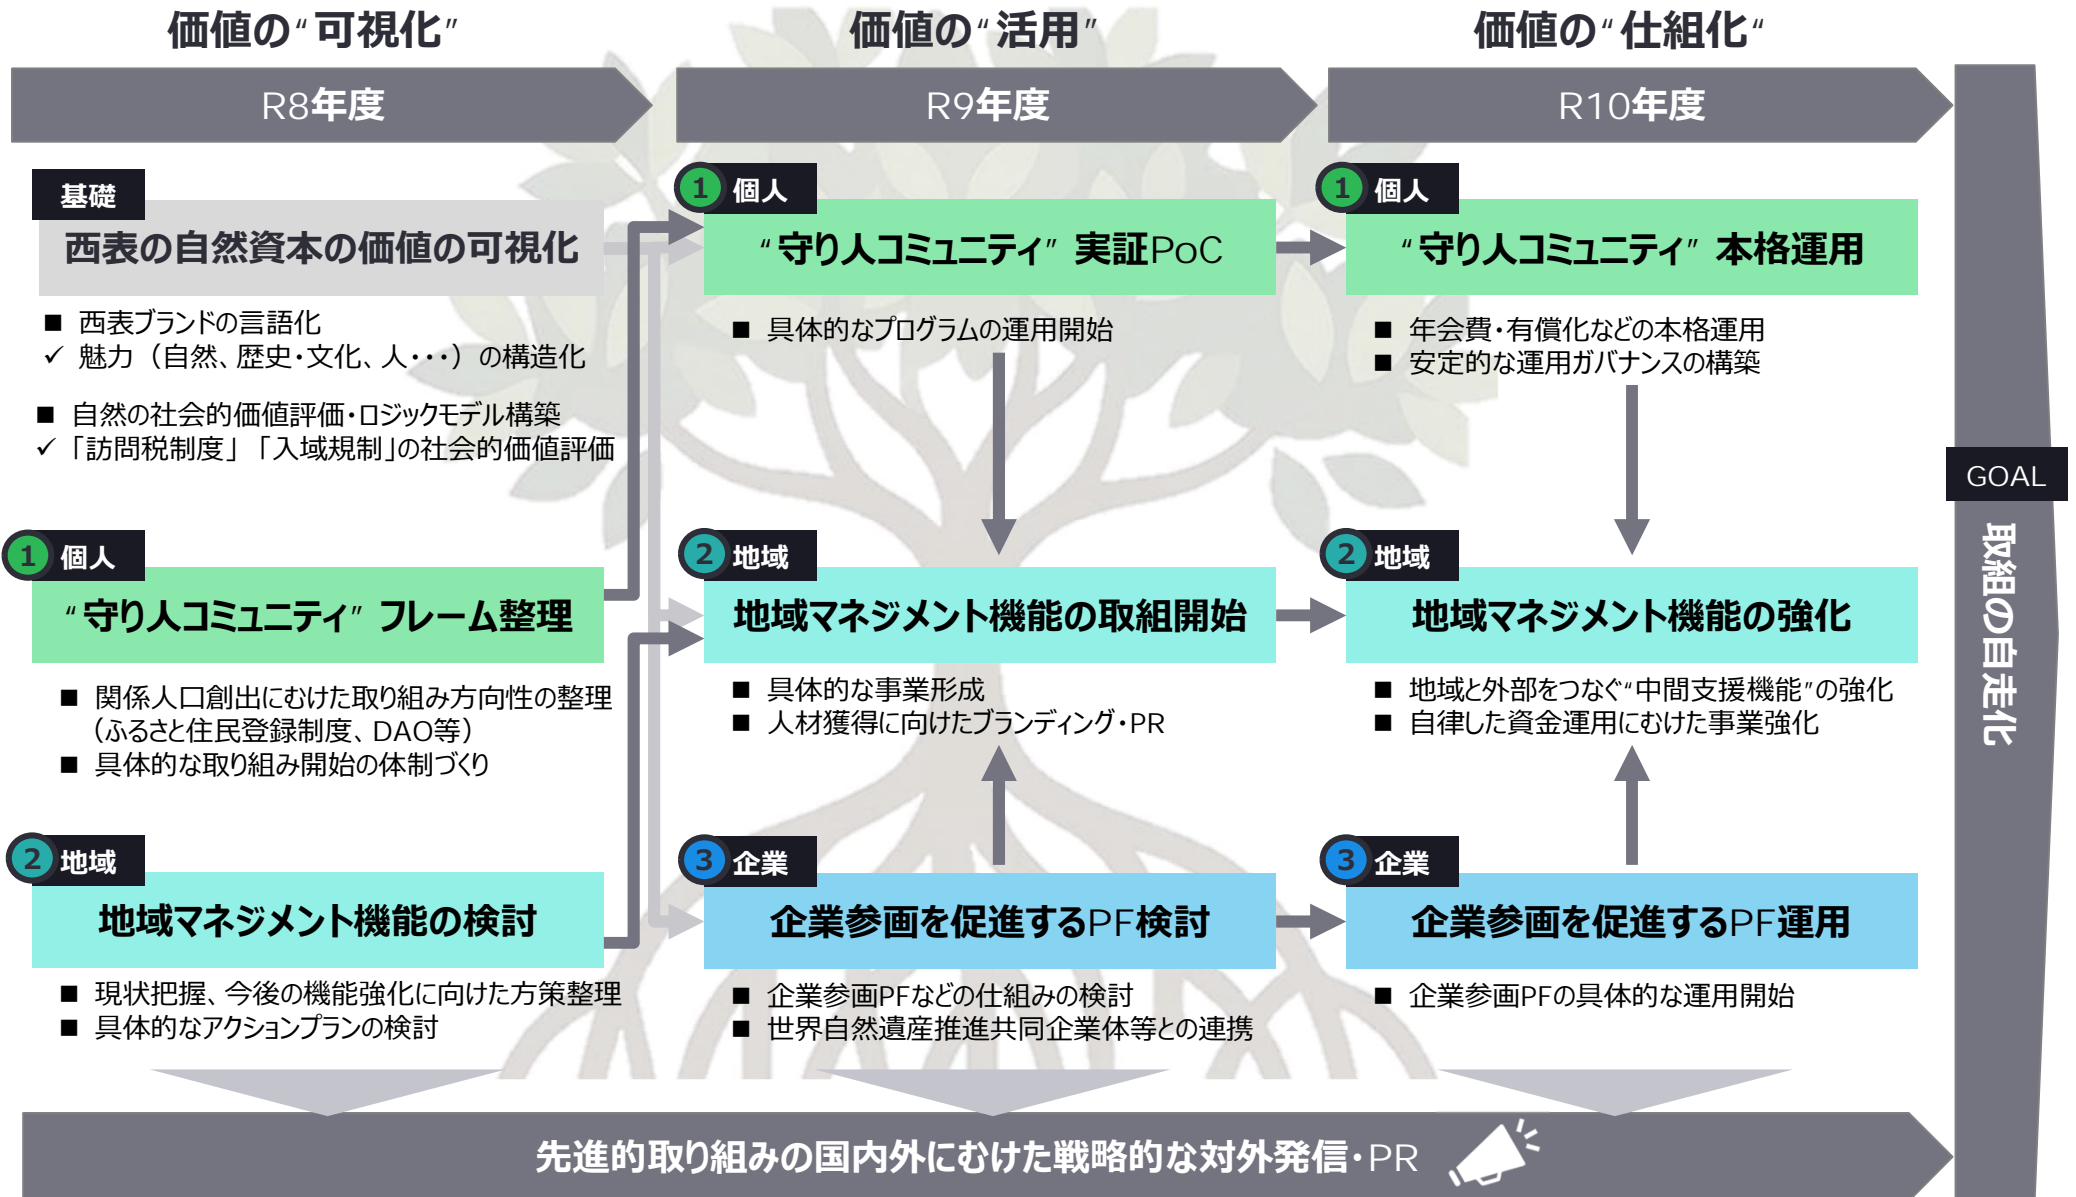 価値の“可視化”
価値の“活用”
価値の“仕組化“
R8年度
R9年度
R10年度
基礎
西表の自然資本の価値の可視化
■ 西表ブランドの言語化
✓ 魅力（自然、歴史・文化、人・・・）の構造化
■ 自然の社会的価値評価・ロジックモデル構築
✓ 「訪問税制度」「入域規制」の社会的価値評価
1 個人
“守り人コミュニティ” フレーム整理
■ 関係人口創出にむけた取り組み方向性の整理
（ふるさと住民登録制度、DAO等）
■ 具体的な取り組み開始の体制づくり
2 地域
地域マネジメント機能の検討
■ 現状把握、今後の機能強化に向けた方策整理
■ 具体的なアクションプランの検討
1 個人
“守り人コミュニティ” 実証PoC
■ 具体的なプログラムの運用開始
2 地域
地域マネジメント機能の取組開始
■ 具体的な事業形成
■ 人材獲得に向けたブランディング・PR
3 企業
企業参画を促進するPF検討
■ 企業参画PFなどの仕組みの検討
■ 世界自然遺産推進共同企業体等との連携
1 個人
“守り人コミュニティ” 本格運用
■ 年会費・有償化などの本格運用
■ 安定的な運用ガバナンスの構築
2 地域
地域マネジメント機能の強化
■ 地域と外部をつなぐ“中間支援機能”の強化
■ 自律した資金運用にむけた事業強化
3 企業
企業参画を促進するPF運用
■ 企業参画PFの具体的な運用開始
GOAL
取組の自走化
先進的取り組みの国内外にむけた戦略的な対外発信・PR